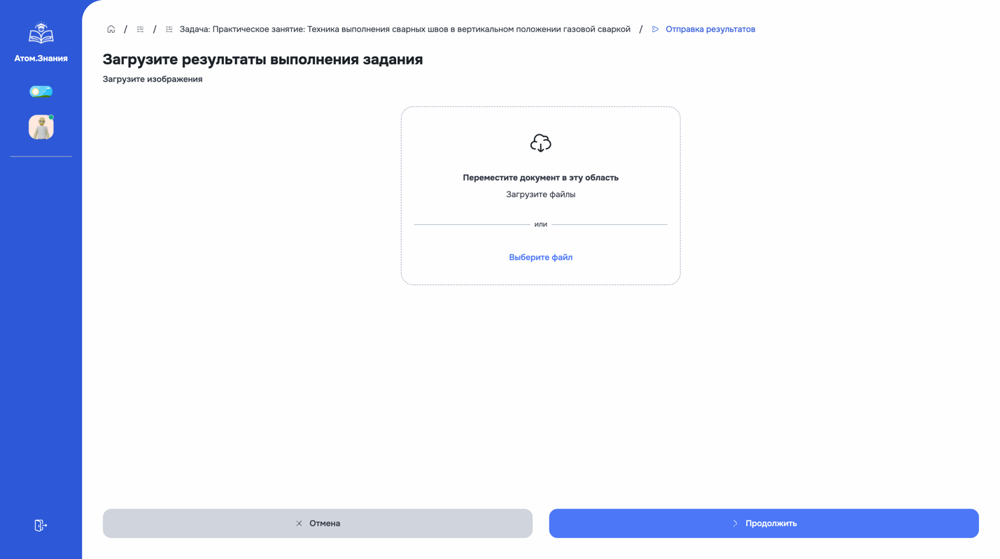 Атом.Знания
/ / Задача: Практическое занятие: Техника выполнения сварных швов в вертикальном положении газовой сваркой / Отправка результатов
Загрузите результаты выполнения задания
Загрузите изображения
Переместите документ в эту область
Загрузите файлы
или
Выберите файл
Отмена
Продолжить